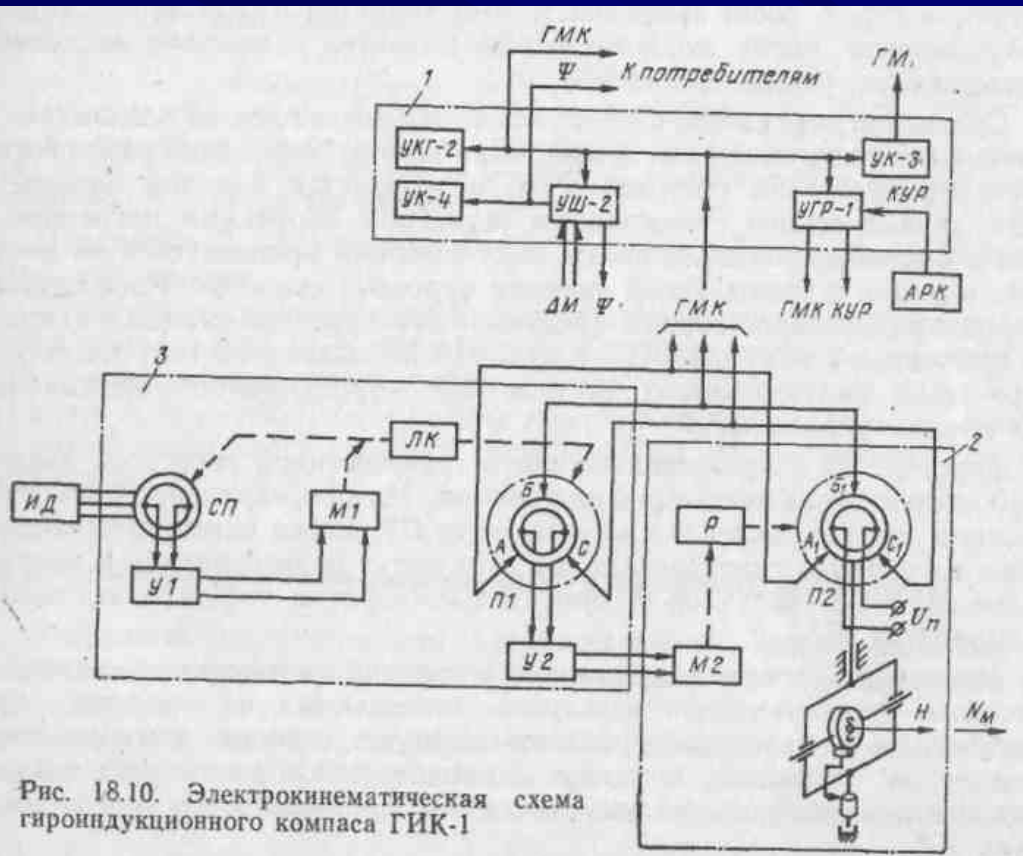 ГМК
Ψ К потребителям
ГМ.
1
УКГ-2
УК-3
УК-4
УШ-2
УГР-1
КУР
АРК
ДМ Ψ
ГМК КУР
ГМК
3
2
ЛК
ИД
СП
М1
Б
Б₁
А С
Р
А₁ С₁
У1
П1
П2
Uп
У2
М2
Н Nм
Рис. 18.10. Электрокинематическая схема
гироиндукционного компаса ГИК-1